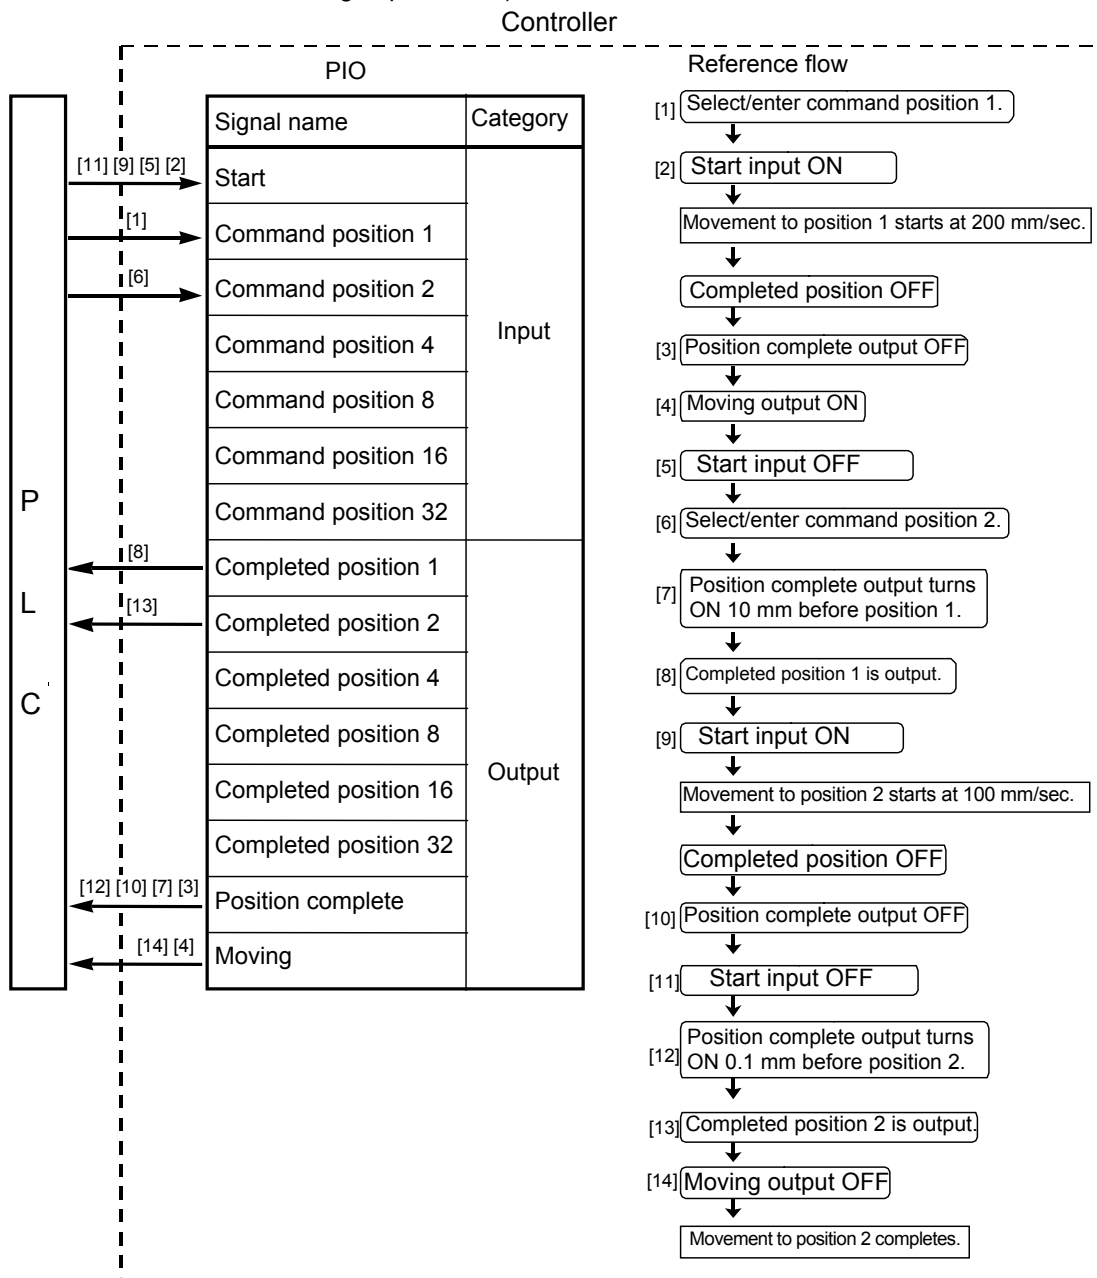 Controller
PIO
Signal name
Category
[11] [9] [5] [2]
Start
[1]
Command position 1
[6]
Command position 2
Command position 4
Command position 8
Command position 16
Command position 32
Input
P
L
C
[8]
Completed position 1
[13]
Completed position 2
Completed position 4
Completed position 8
Completed position 16
Completed position 32
Output
[12] [10] [7] [3]
Position complete
[14] [4]
Moving
Reference flow
[1] Select/enter command position 1.
[2] Start input ON
Movement to position 1 starts at 200 mm/sec.
Completed position OFF
[3] Position complete output OFF
[4] Moving output ON
[5] Start input OFF
[6] Select/enter command position 2.
[7] Position complete output turns
ON 10 mm before position 1.
[8] Completed position 1 is output.
[9] Start input ON
Movement to position 2 starts at 100 mm/sec.
Completed position OFF
[10] Position complete output OFF
[11] Start input OFF
[12] Position complete output turns
ON 0.1 mm before position 2.
[13] Completed position 2 is output.
[14] Moving output OFF
Movement to position 2 completes.